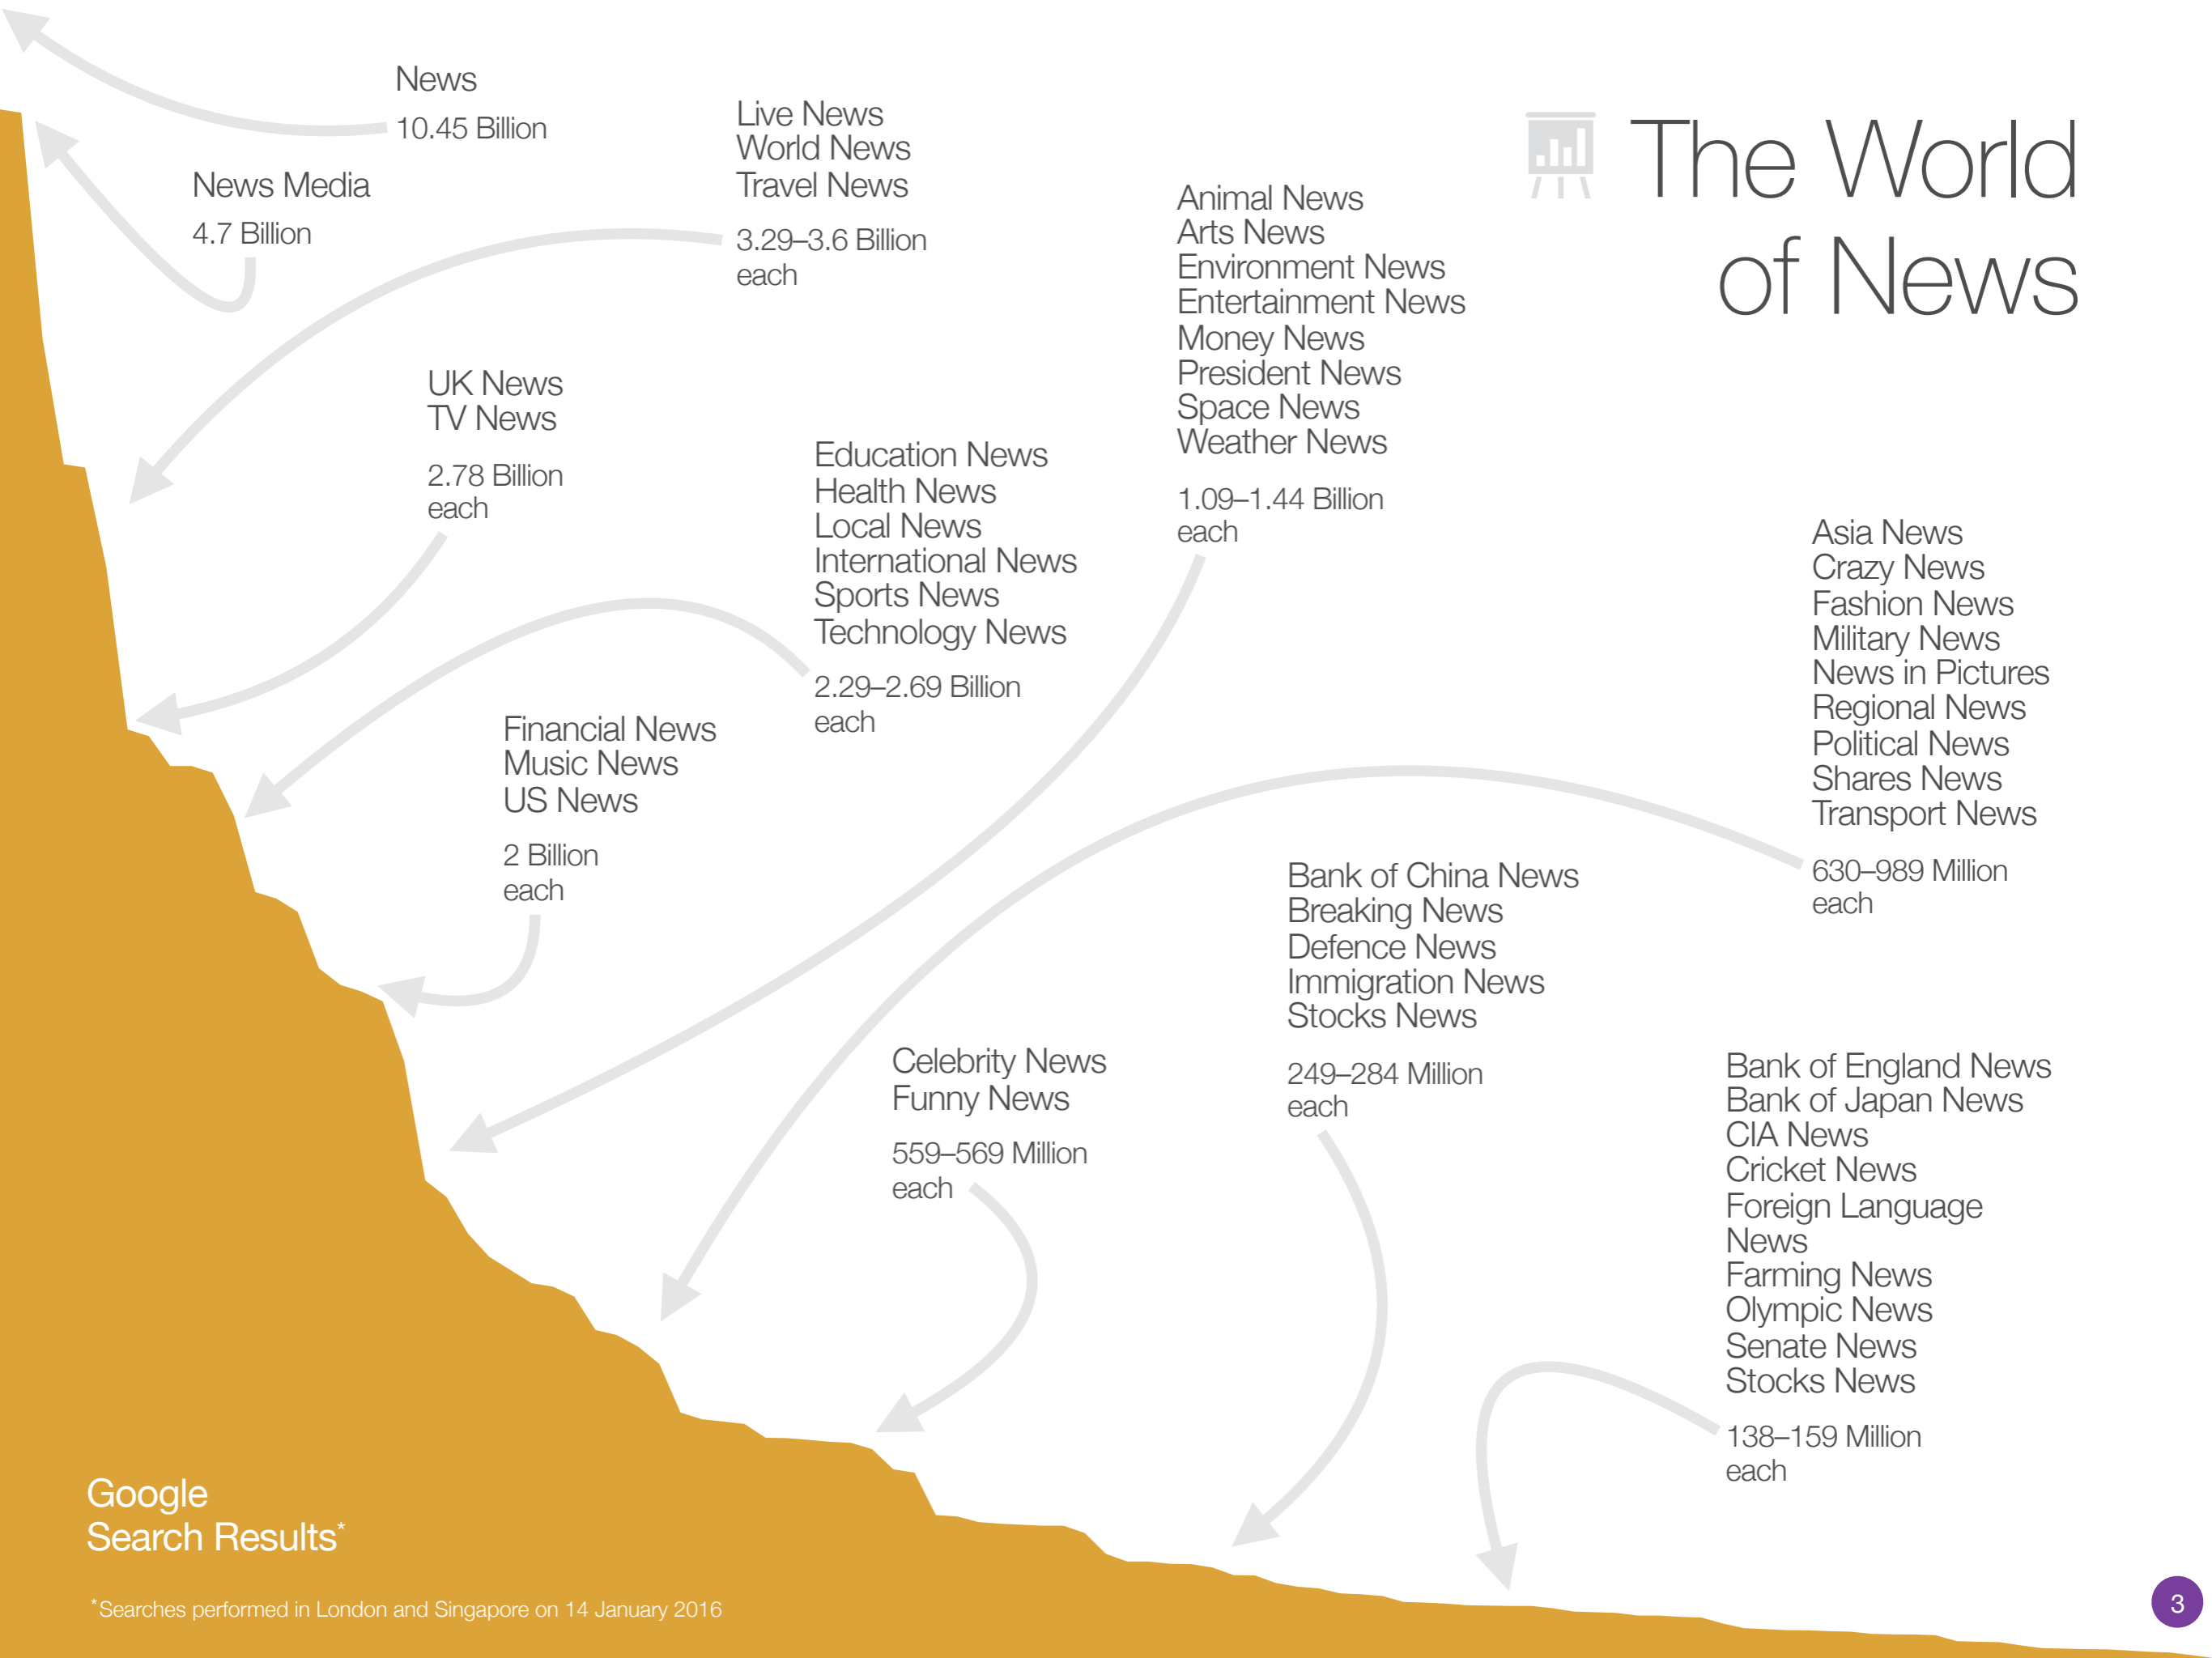 The World
of News
News
10.45 Billion
News Media
4.7 Billion
Live News
World News
Travel News
3.29–3.6 Billion
each
UK News
TV News
2.78 Billion
each
Education News
Health News
Local News
International News
Sports News
Technology News
2.29–2.69 Billion
each
Financial News
Music News
US News
2 Billion
each
Animal News
Arts News
Environment News
Entertainment News
Money News
President News
Space News
Weather News
1.09–1.44 Billion
each
Asia News
Crazy News
Fashion News
Military News
News in Pictures
Regional News
Political News
Shares News
Transport News
630–989 Million
each
Celebrity News
Funny News
559–569 Million
each
Bank of China News
Breaking News
Defence News
Immigration News
Stocks News
249–284 Million
each
Bank of England News
Bank of Japan News
CIA News
Cricket News
Foreign Language
News
Farming News
Olympic News
Senate News
Stocks News
138–159 Million
each
Google
Search Results*
*Searches performed in London and Singapore on 14 January 2016
3